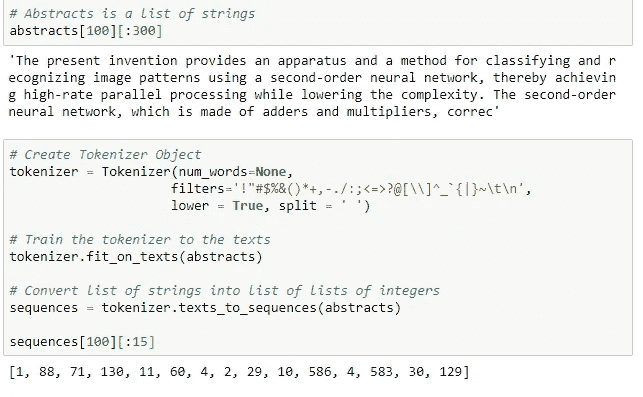 # Abstracts is a list of strings
abstracts[100][:300]
'The present invention provides an apparatus and a method for classifying and r
ecognizing image patterns using a second-order neural network, thereby achievin
g high-rate parallel processing while lowering the complexity. The second-order
neural network, which is made of adders and multipliers, correc'
# Create Tokenizer Object
tokenizer = Tokenizer(num_words=None,
filters='!"#$%&()*+,-./:;<=>?@[\\]^_`{|}~\t\n',
lower = True, split = ' ')
# Train the tokenizer to the texts
tokenizer.fit_on_texts(abstracts)
# Convert list of strings into list of lists of integers
sequences = tokenizer.texts_to_sequences(abstracts)
sequences[100][:15]
[1, 88, 71, 130, 11, 60, 4, 2, 29, 10, 586, 4, 583, 30, 129]